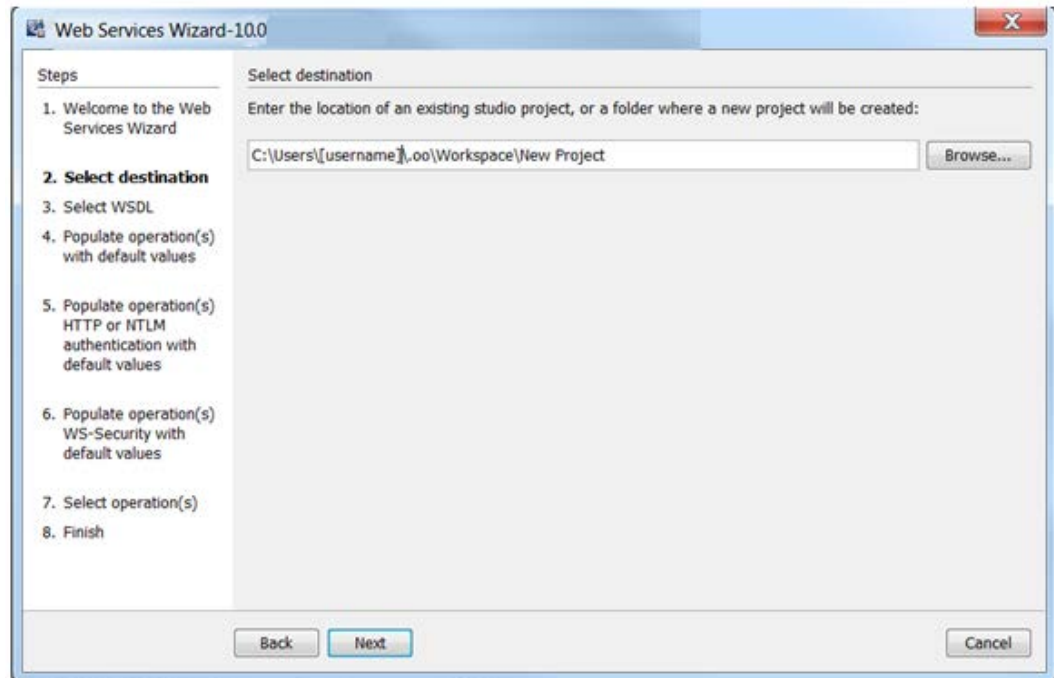 Web Services Wizard-10.0
Steps
1. Welcome to the Web
Services Wizard
2. Select destination
3. Select WSDL
4. Populate operation(s)
with default values
5. Populate operation(s)
HTTP or NTLM
authentication with
default values
6. Populate operation(s)
WS-Security with
default values
7. Select operation(s)
8. Finish
Select destination
Enter the location of an existing studio project, or a folder where a new project will be created:
C:\Users\[username]\.oo\Workspace\New Project
Browse...
Back
Next
Cancel